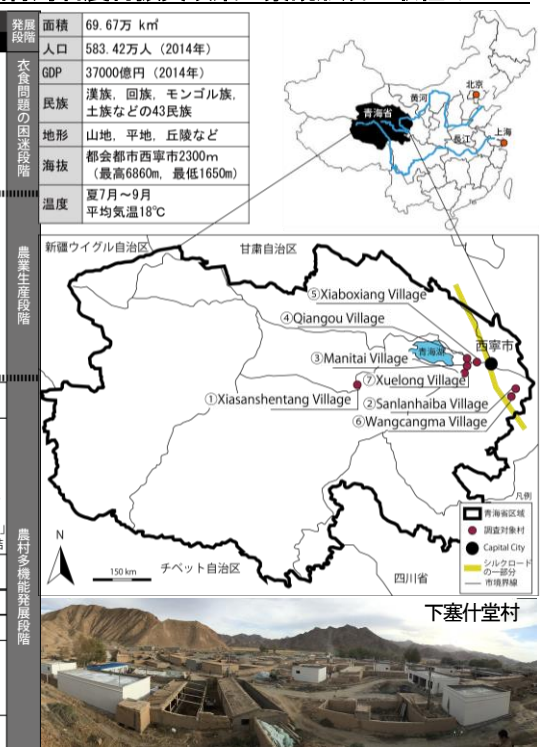 発展
段階
衣食問題の困迷段階
農業生産段階
農村多機能発展段階
面積 69.67万 k㎡
人口 583.42万人（2014年）
GDP 37000億円（2014年）
民族 漢族，回族，モンゴル族，
土族などの43民族
地形 山地，平地，丘陵など
海抜 都会都市西寧市2300m
（最高6860m，最低1650m）
温度 夏7月～9月
平均気温18℃
黄河
北京
青海省
長江
上海
新疆ウイグル自治区
甘粛自治区
⑤Xiaboxiang Village
④Qiangou Village
西寧市
青海湖
③Manitai Village
⑦Xuelong Village
①Xiasanshentang Village
②Sanlanhaiba Village
⑥Wangcangma Village
凡例
青海省区域
調査対象村
Capital City
シルクロード
の一部分
市境界線
N
150 km
チベット自治区
四川省
下塞什堂村